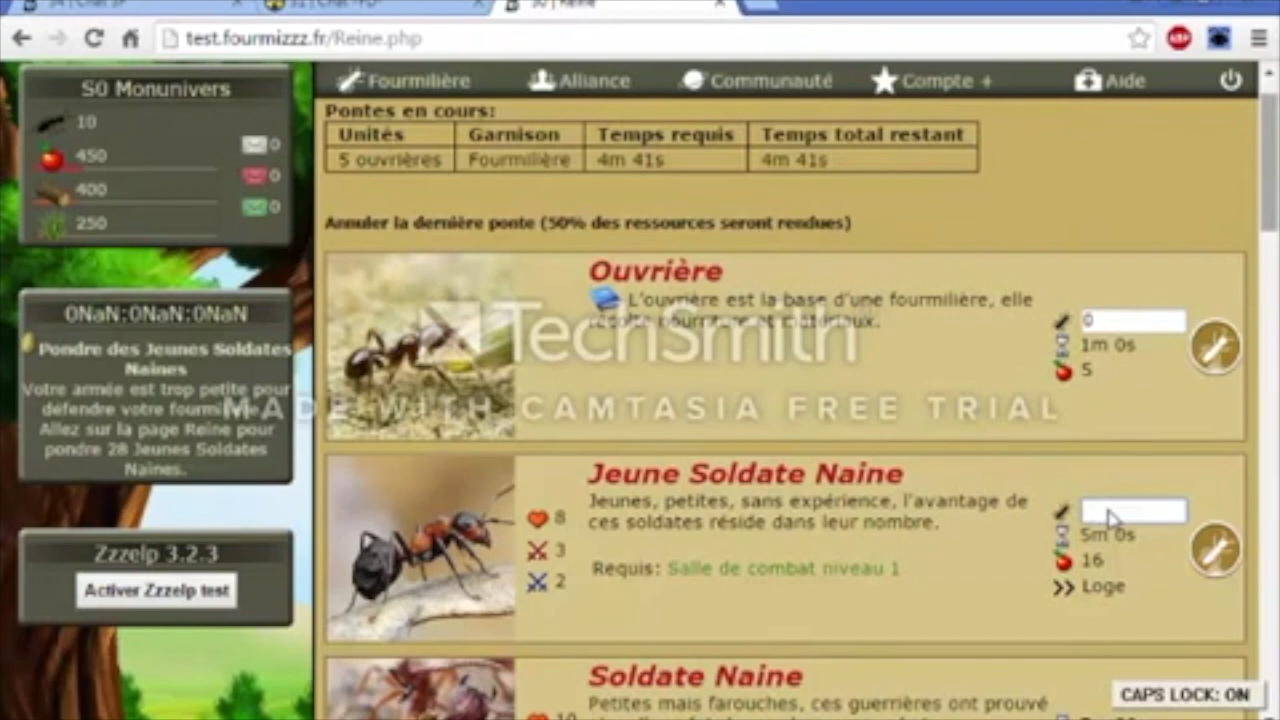 test.fourmizzz.fr/Reine.php
S0 Monunivers
10
450
400
250
0
0
0
Fourmilière
Alliance
Communauté
Compte +
Aide
Pontes en cours:
Unités Garnison Temps requis Temps total restant
5 ouvrières Fourmilière 4m 41s 4m 41s
Annuler la dernière ponte (50% des ressources seront rendues)
0NaN:0NaN:0NaN
Pondre des Jeunes Soldates
Naines
Votre armée est trop petite pour
défendre votre
Allez sur la page Reine pour
pondre 28 Jeunes Soldates
Naines.
Zzzelp 3.2.3
Activer Zzzelp test
Ouvrière
L'ouvrière est la base d'une fourmilière, elle
récolte nourriture et matériaux.
0
1m 0s
5
TechSmith
MADE WITH CAMTASIA FREE TRIAL
Jeune Soldate Naine
Jeunes, petites, sans expérience, l'avantage de
ces soldates réside dans leur nombre.
8
3
2
Requis: Salle de combat niveau 1
5m 0s
16
Loge
Soldate Naine
Petites mais farouches, ces guerrières ont prouvé
10
CAPS LOCK: ON